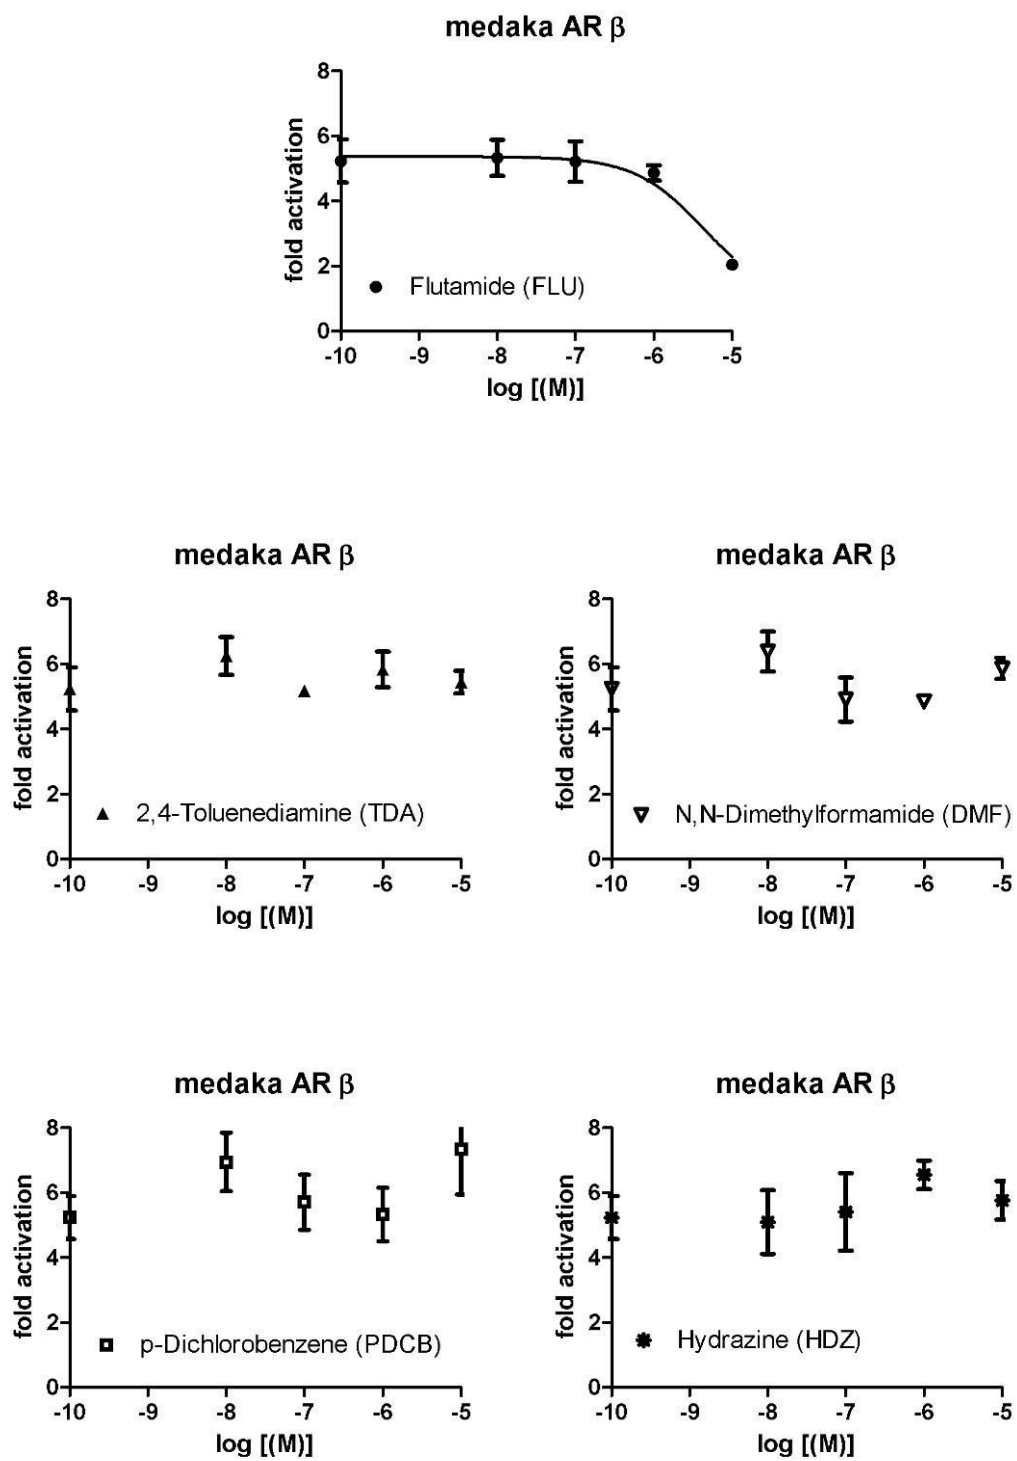 medaka AR β
fold activation
8
6
4
2
0
Flutamide (FLU)
-10 -9 -8 -7 -6 -5
log [(M)]
medaka AR β
fold activation
8
6
4
2
0
2,4-Toluenediamine (TDA)
-10 -9 -8 -7 -6 -5
log [(M)]
medaka AR β
fold activation
8
6
4
2
0
N,N-Dimethylformamide (DMF)
-10 -9 -8 -7 -6 -5
log [(M)]
medaka AR β
fold activation
8
6
4
2
0
p-Dichlorobenzene (PDCB)
-10 -9 -8 -7 -6 -5
log [(M)]
medaka AR β
fold activation
8
6
4
2
0
Hydrazine (HDZ)
-10 -9 -8 -7 -6 -5
log [(M)]